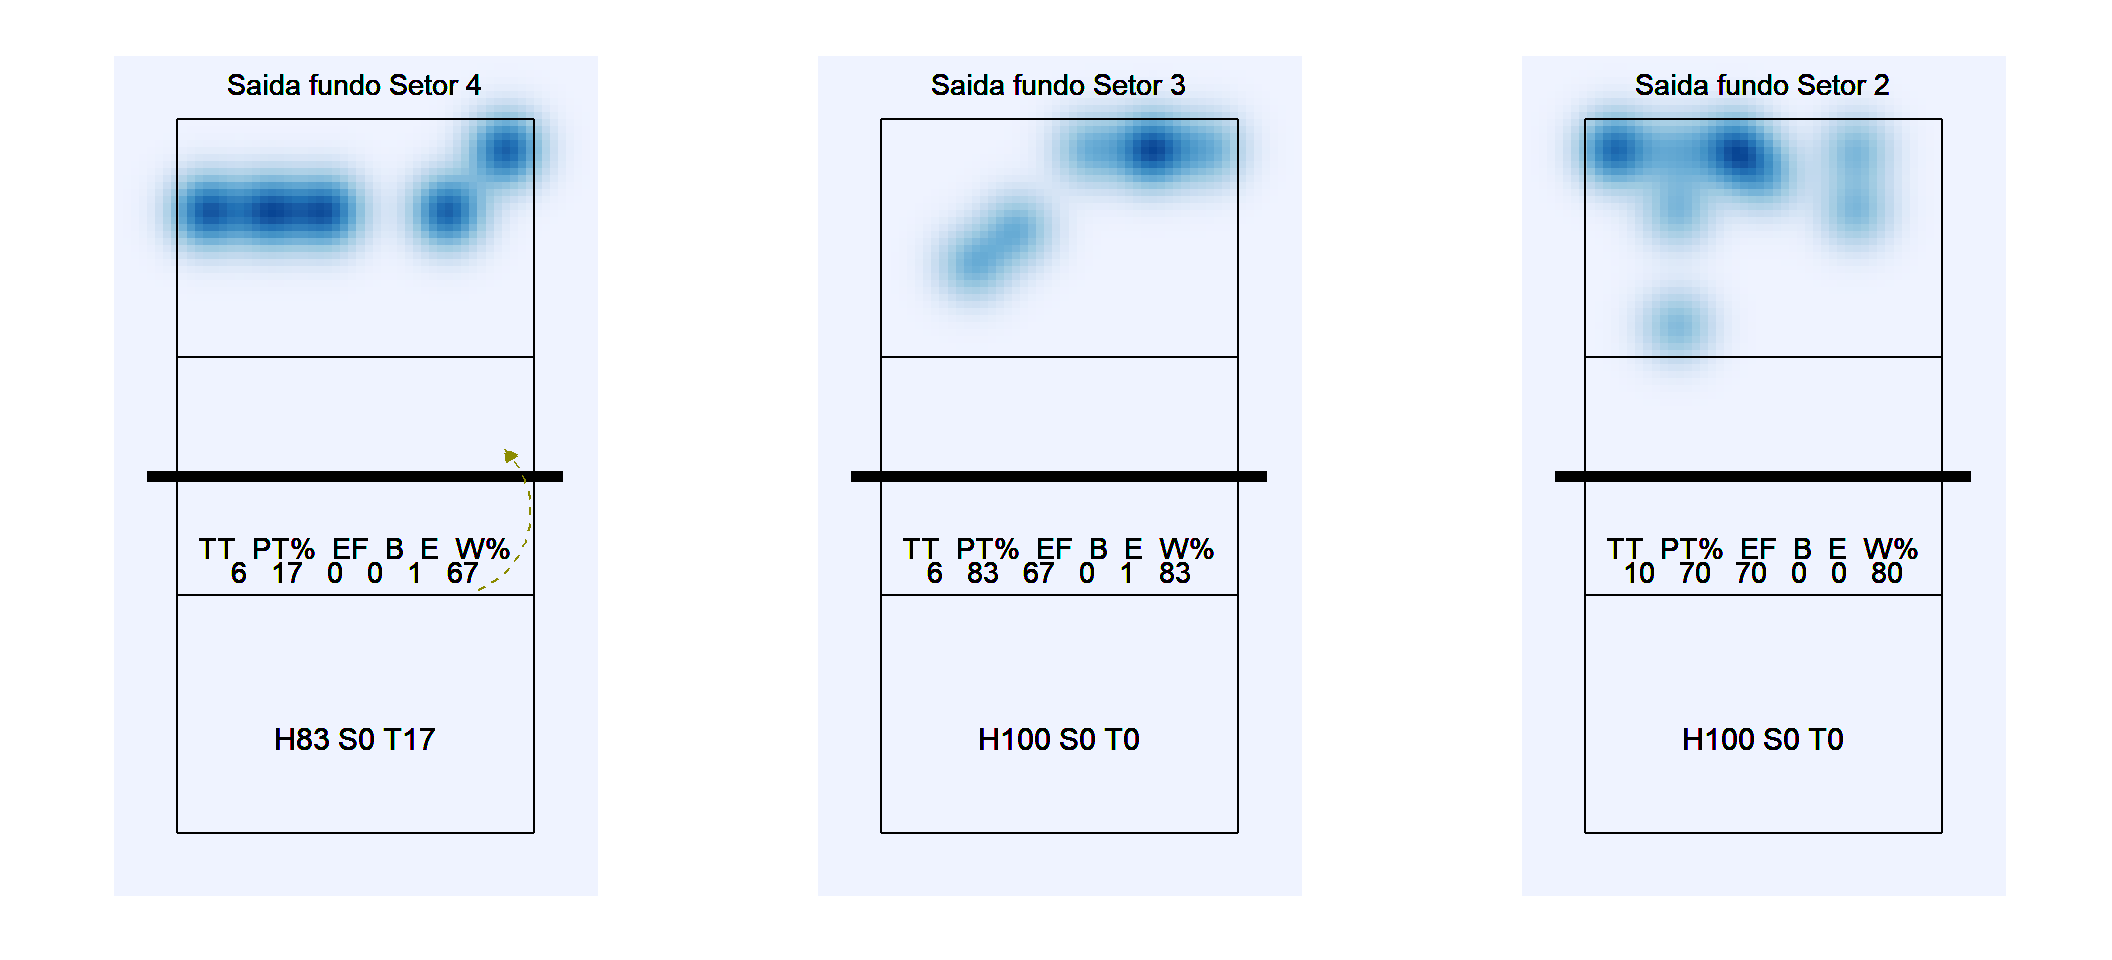 Saida fundo Setor 4
TT PT% EF B E W%
6 17 0 0 1 67
H83 S0 T17
Saida fundo Setor 3
TT PT% EF B E W%
6 83 67 0 1 83
H100 S0 T0
Saida fundo Setor 2
TT PT% EF B E W%
10 70 70 0 0 80
H100 S0 T0